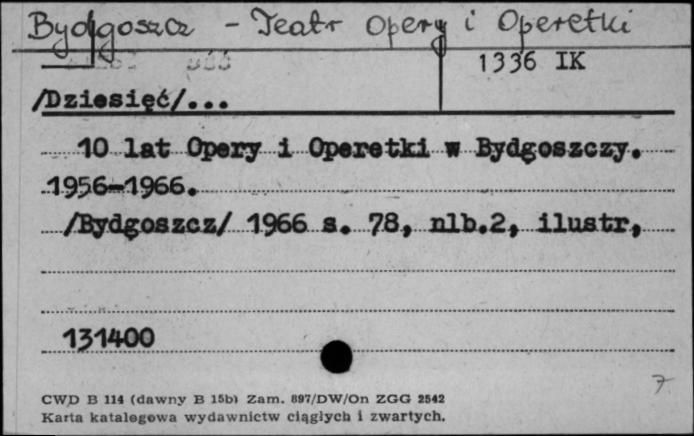 Bydgoszcz - Teatr Opery i Operetki
1336 IK
/Dziesięć/...
10 lat Opery i Operetki w Bydgoszczy.
1956-1966.
/Bydgoszcz/ 1966 s. 78, nlb.2, ilustr,
131400
7
CWD B 114 (dawny B 15b) Zam. 897/DW/On ZGG 2542
Karta katalogowa wydawnictw ciągłych i zwartych.